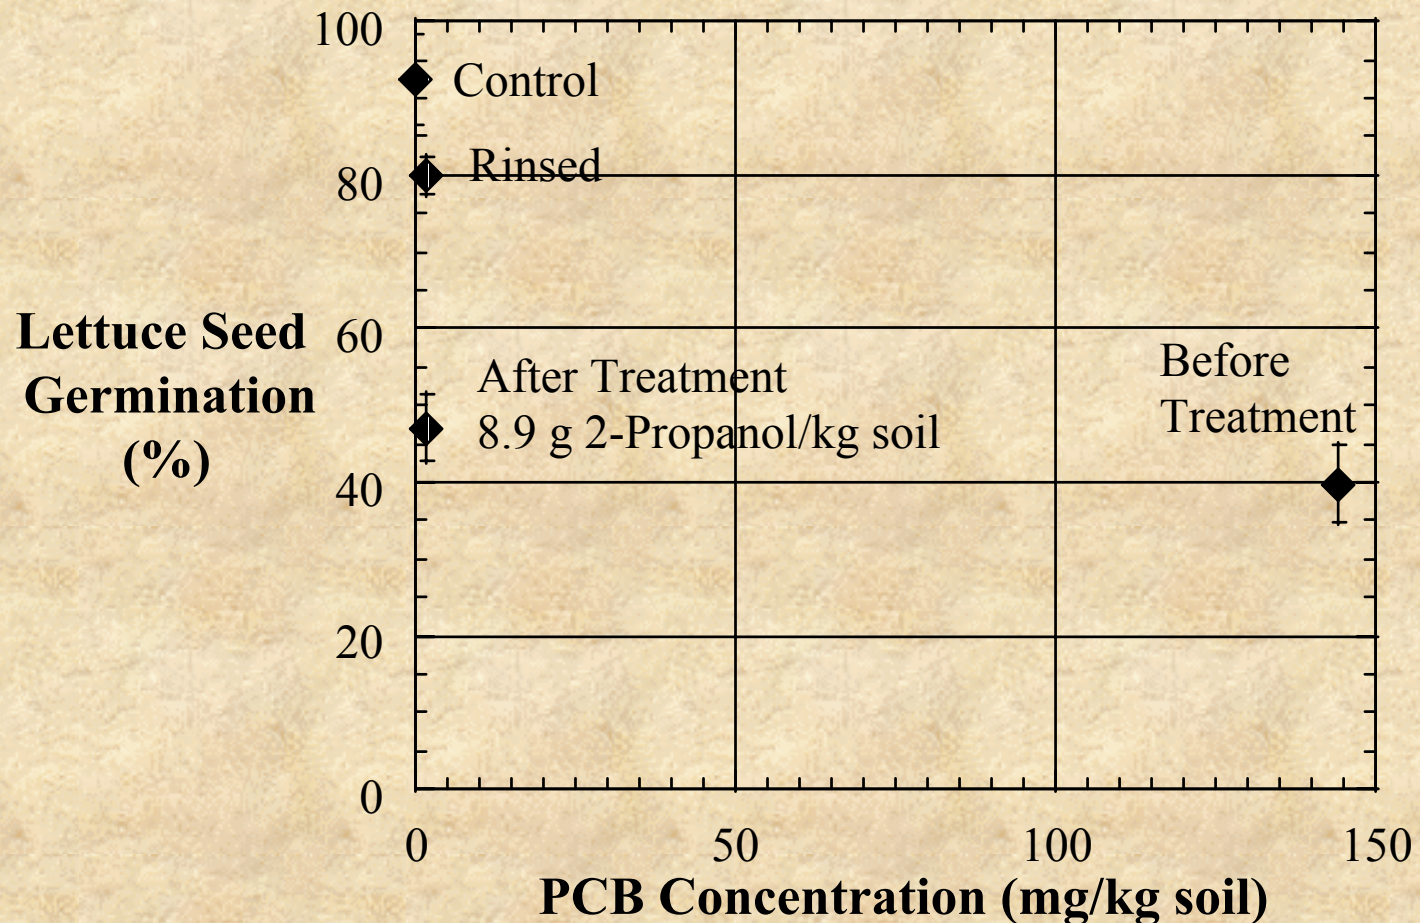 100
Control
Rinsed
80
Lettuce Seed
Germination
(%)
60
After Treatment
8.9 g 2-Propanol/kg soil
Before
Treatment
40
20
0
0 50 100 150
PCB Concentration (mg/kg soil)